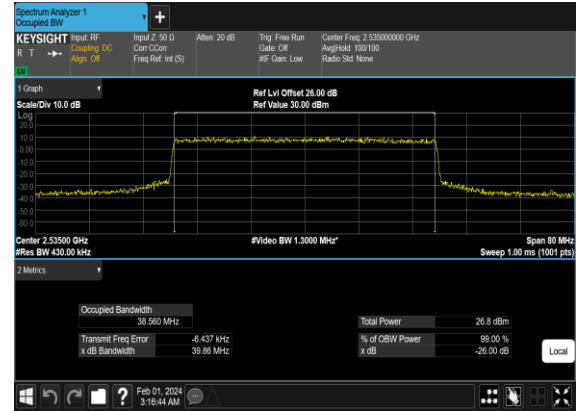 Spectrum Analyzer 1
Occupied BW
KEYSIGHT Input: RF Input Z: 50 Ω Atten: 20 dB Trig: Free Run Center Freq: 2.535000000 GHz
R T Coupling: DC Corr CCorr Gate: Off Avg|Hold: 100/100
Align: Off Freq Ref: Int (S) #IF Gain: Low Radio Std: None
LU
1 Graph
Ref Lvl Offset 26.00 dB
Scale/Div 10.0 dB Ref Value 30.00 dBm
Log
20.0
10.0
0.00
-10.0
-20.0
-30.0
-40.0
-50.0
-60.0
Center 2.53500 GHz #Video BW 1.3000 MHz* Span 80 MHz
#Res BW 430.00 kHz Sweep 1.00 ms (1001 pts)
2 Metrics
Occupied Bandwidth
38.560 MHz Total Power 26.8 dBm
Transmit Freq Error -6.437 kHz % of OBW Power 99.00 %
x dB Bandwidth 39.86 MHz x dB -26.00 dB
Local
Feb 01, 2024
3:16:44 AM